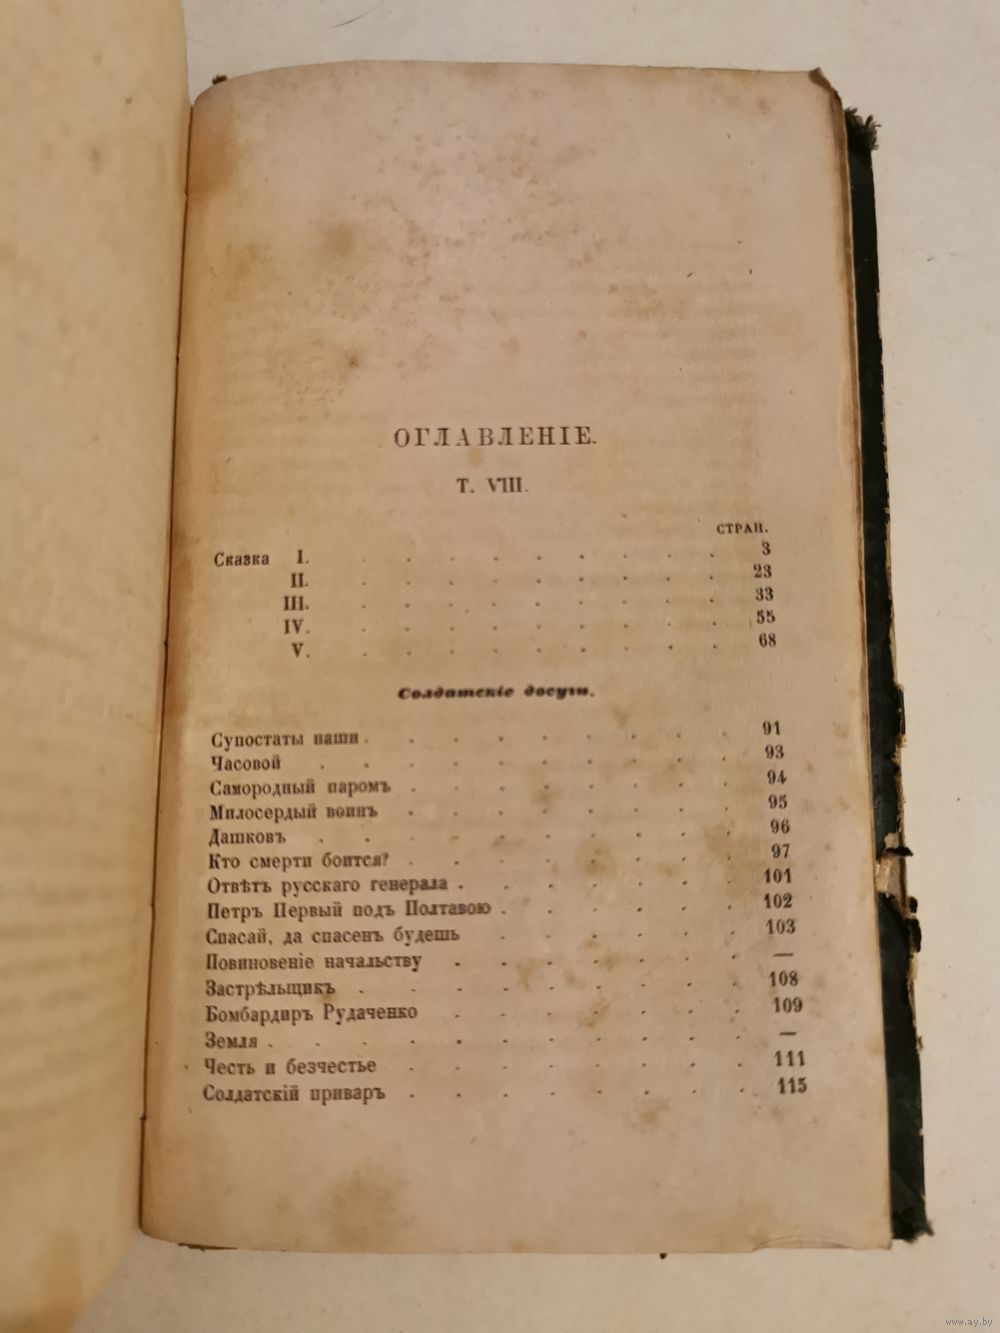 ОГЛАВЛЕНІЕ.
Т. VIII.
СТРАН.
Сказка I. . . . . . . . . . 3
II. . . . . . . . . . 23
III. . . . . . . . . . 33
IV. . . . . . . . . . 55
V. . . . . . . . . . 68
Солдатскіе досуги.
Супостаты наши . . . . . . . . . 91
Часовой . . . . . . . . . . 93
Самородный паромъ . . . . . . . . 94
Милосердый воинъ . . . . . . . . 95
Дашковъ . . . . . . . . . . 96
Кто смерти боится? . . . . . . . . 97
Отвѣтъ русскаго генерала . . . . . . . 101
Петръ Первый подъ Полтавою . . . . . . 102
Спасай, да спасенъ будешь . . . . . . 103
Повиновеніе начальству . . . . . . . —
Застрѣльщикъ . . . . . . . . . 108
Бомбардиръ Рудаченко . . . . . . . 109
Земля . . . . . . . . . . . —
Честь и безчестье . . . . . . . . 111
Солдатскій приваръ . . . . . . . . 115
www.ay.by